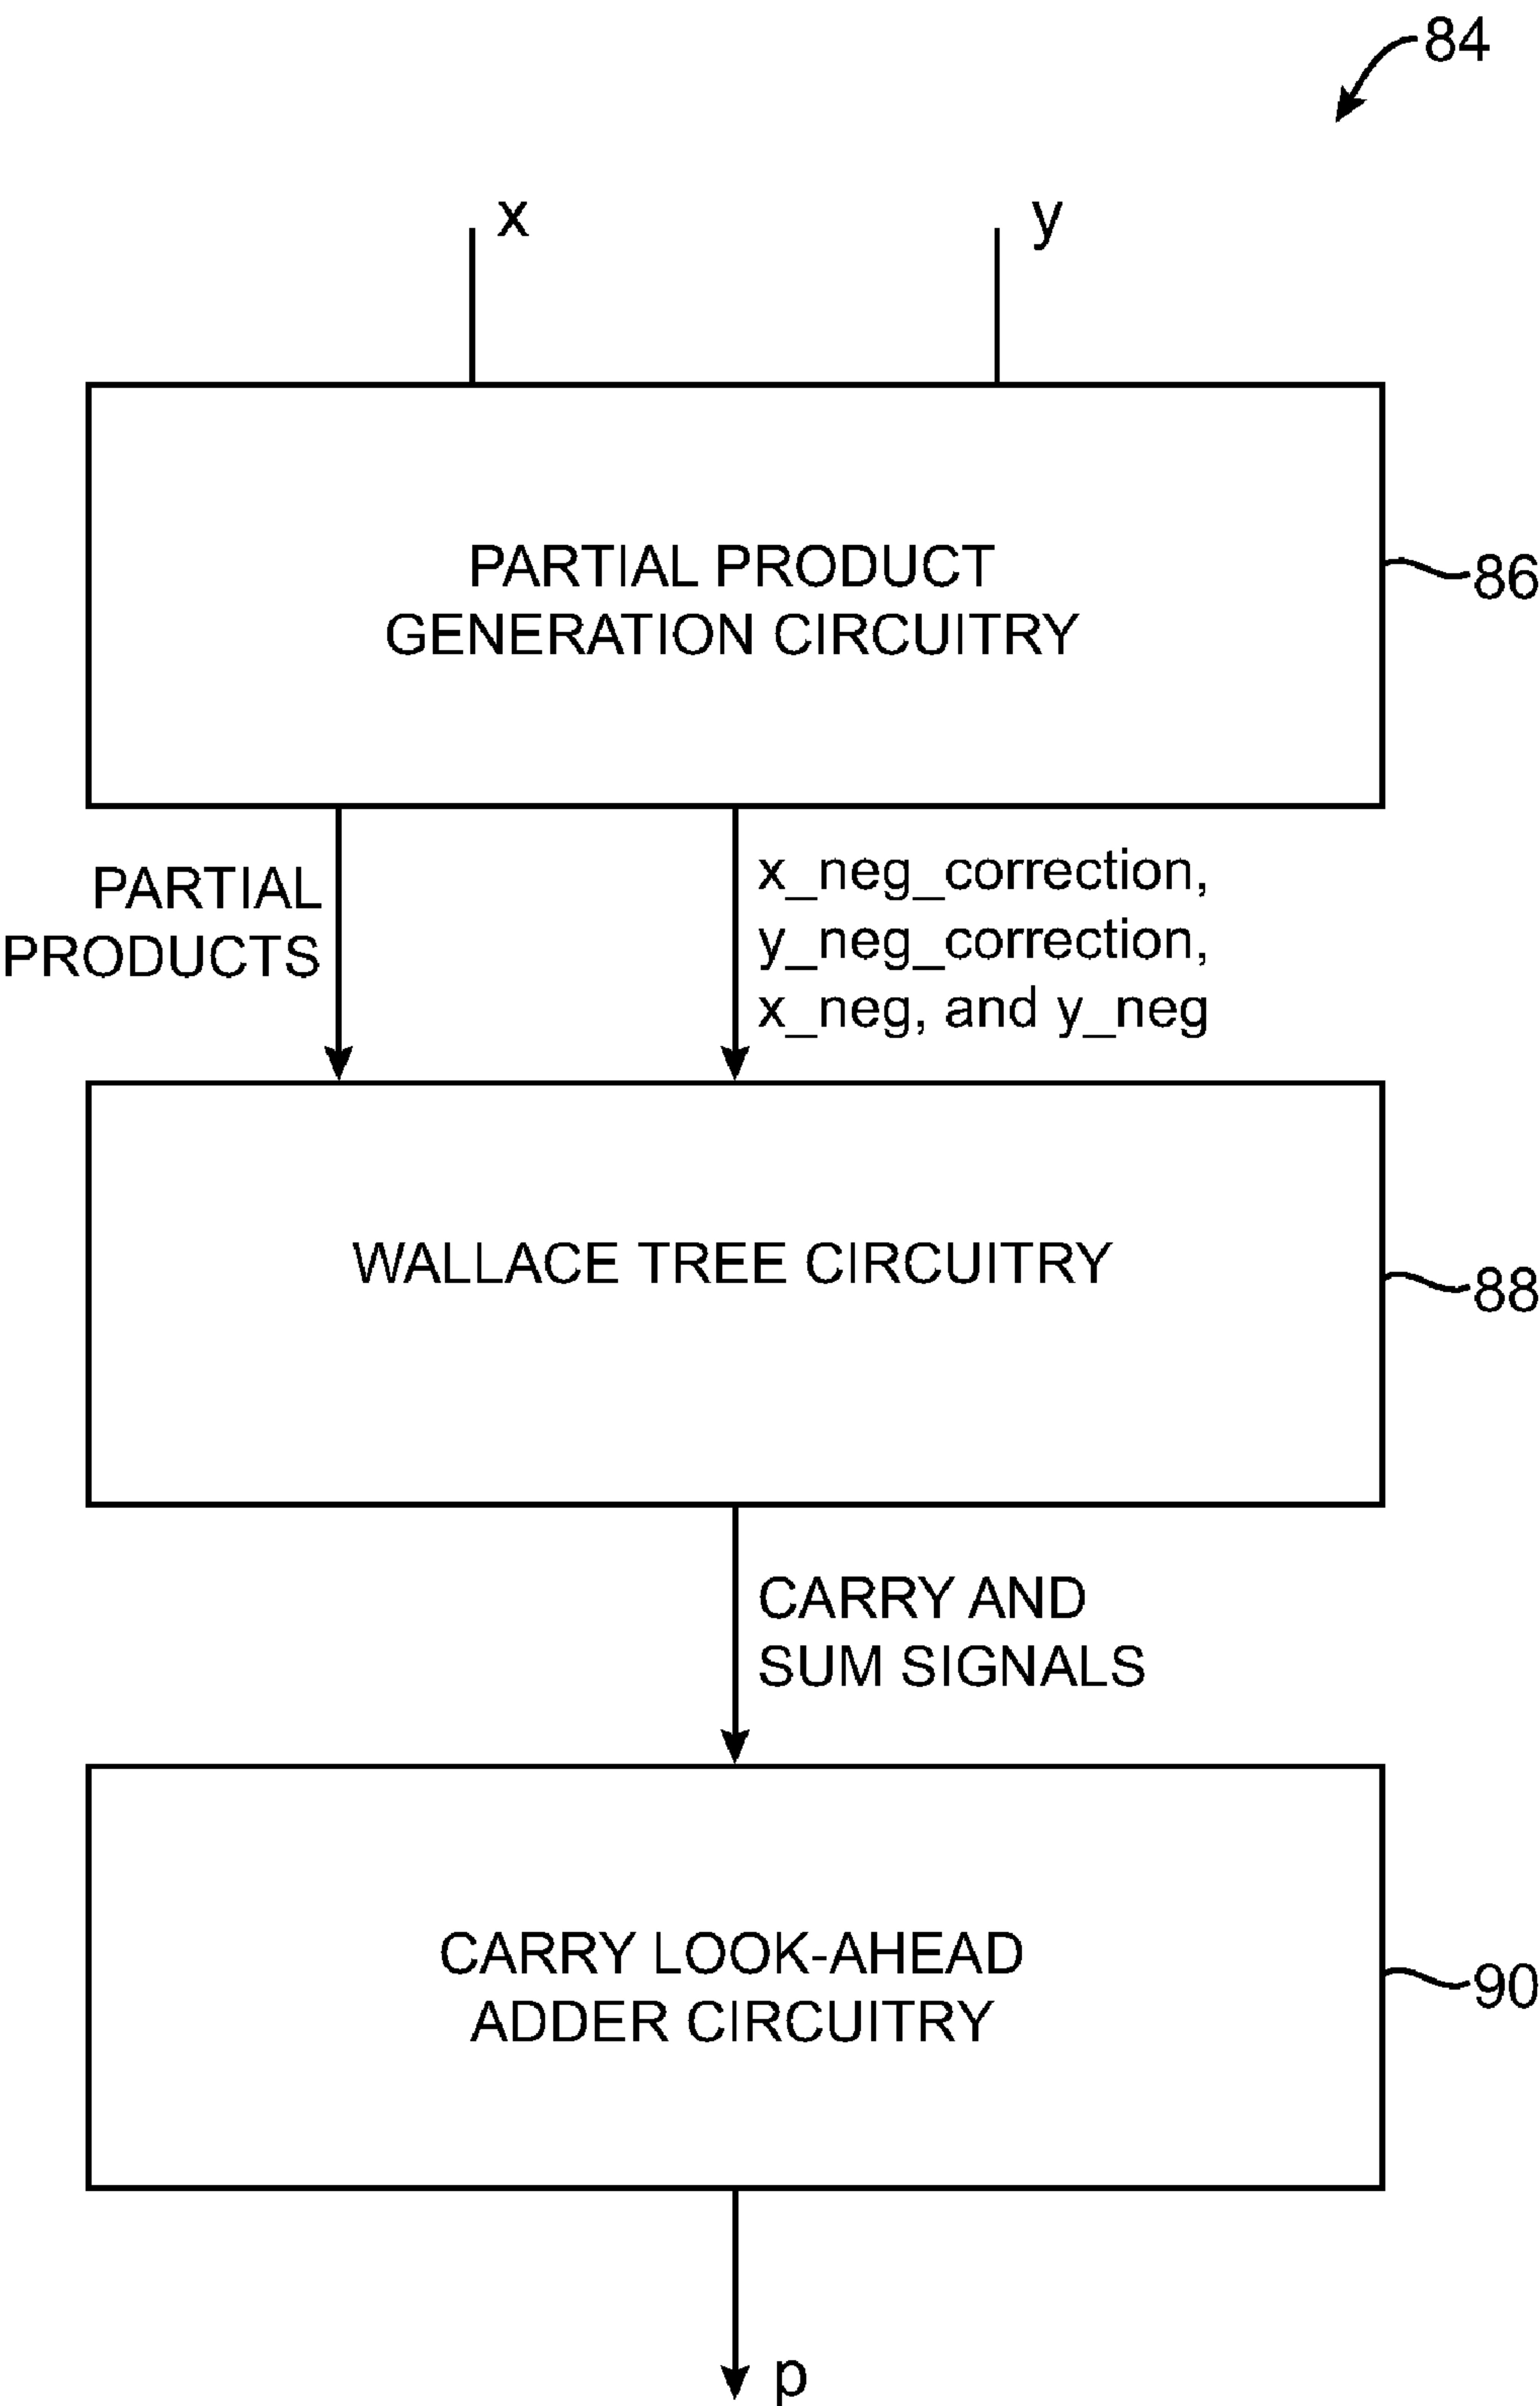 84
x
y
PARTIAL PRODUCT
GENERATION CIRCUITRY
86
PARTIAL
PRODUCTS
x_neg_correction,
y_neg_correction,
x_neg, and y_neg
WALLACE TREE CIRCUITRY
88
CARRY AND
SUM SIGNALS
CARRY LOOK-AHEAD
ADDER CIRCUITRY
90
p